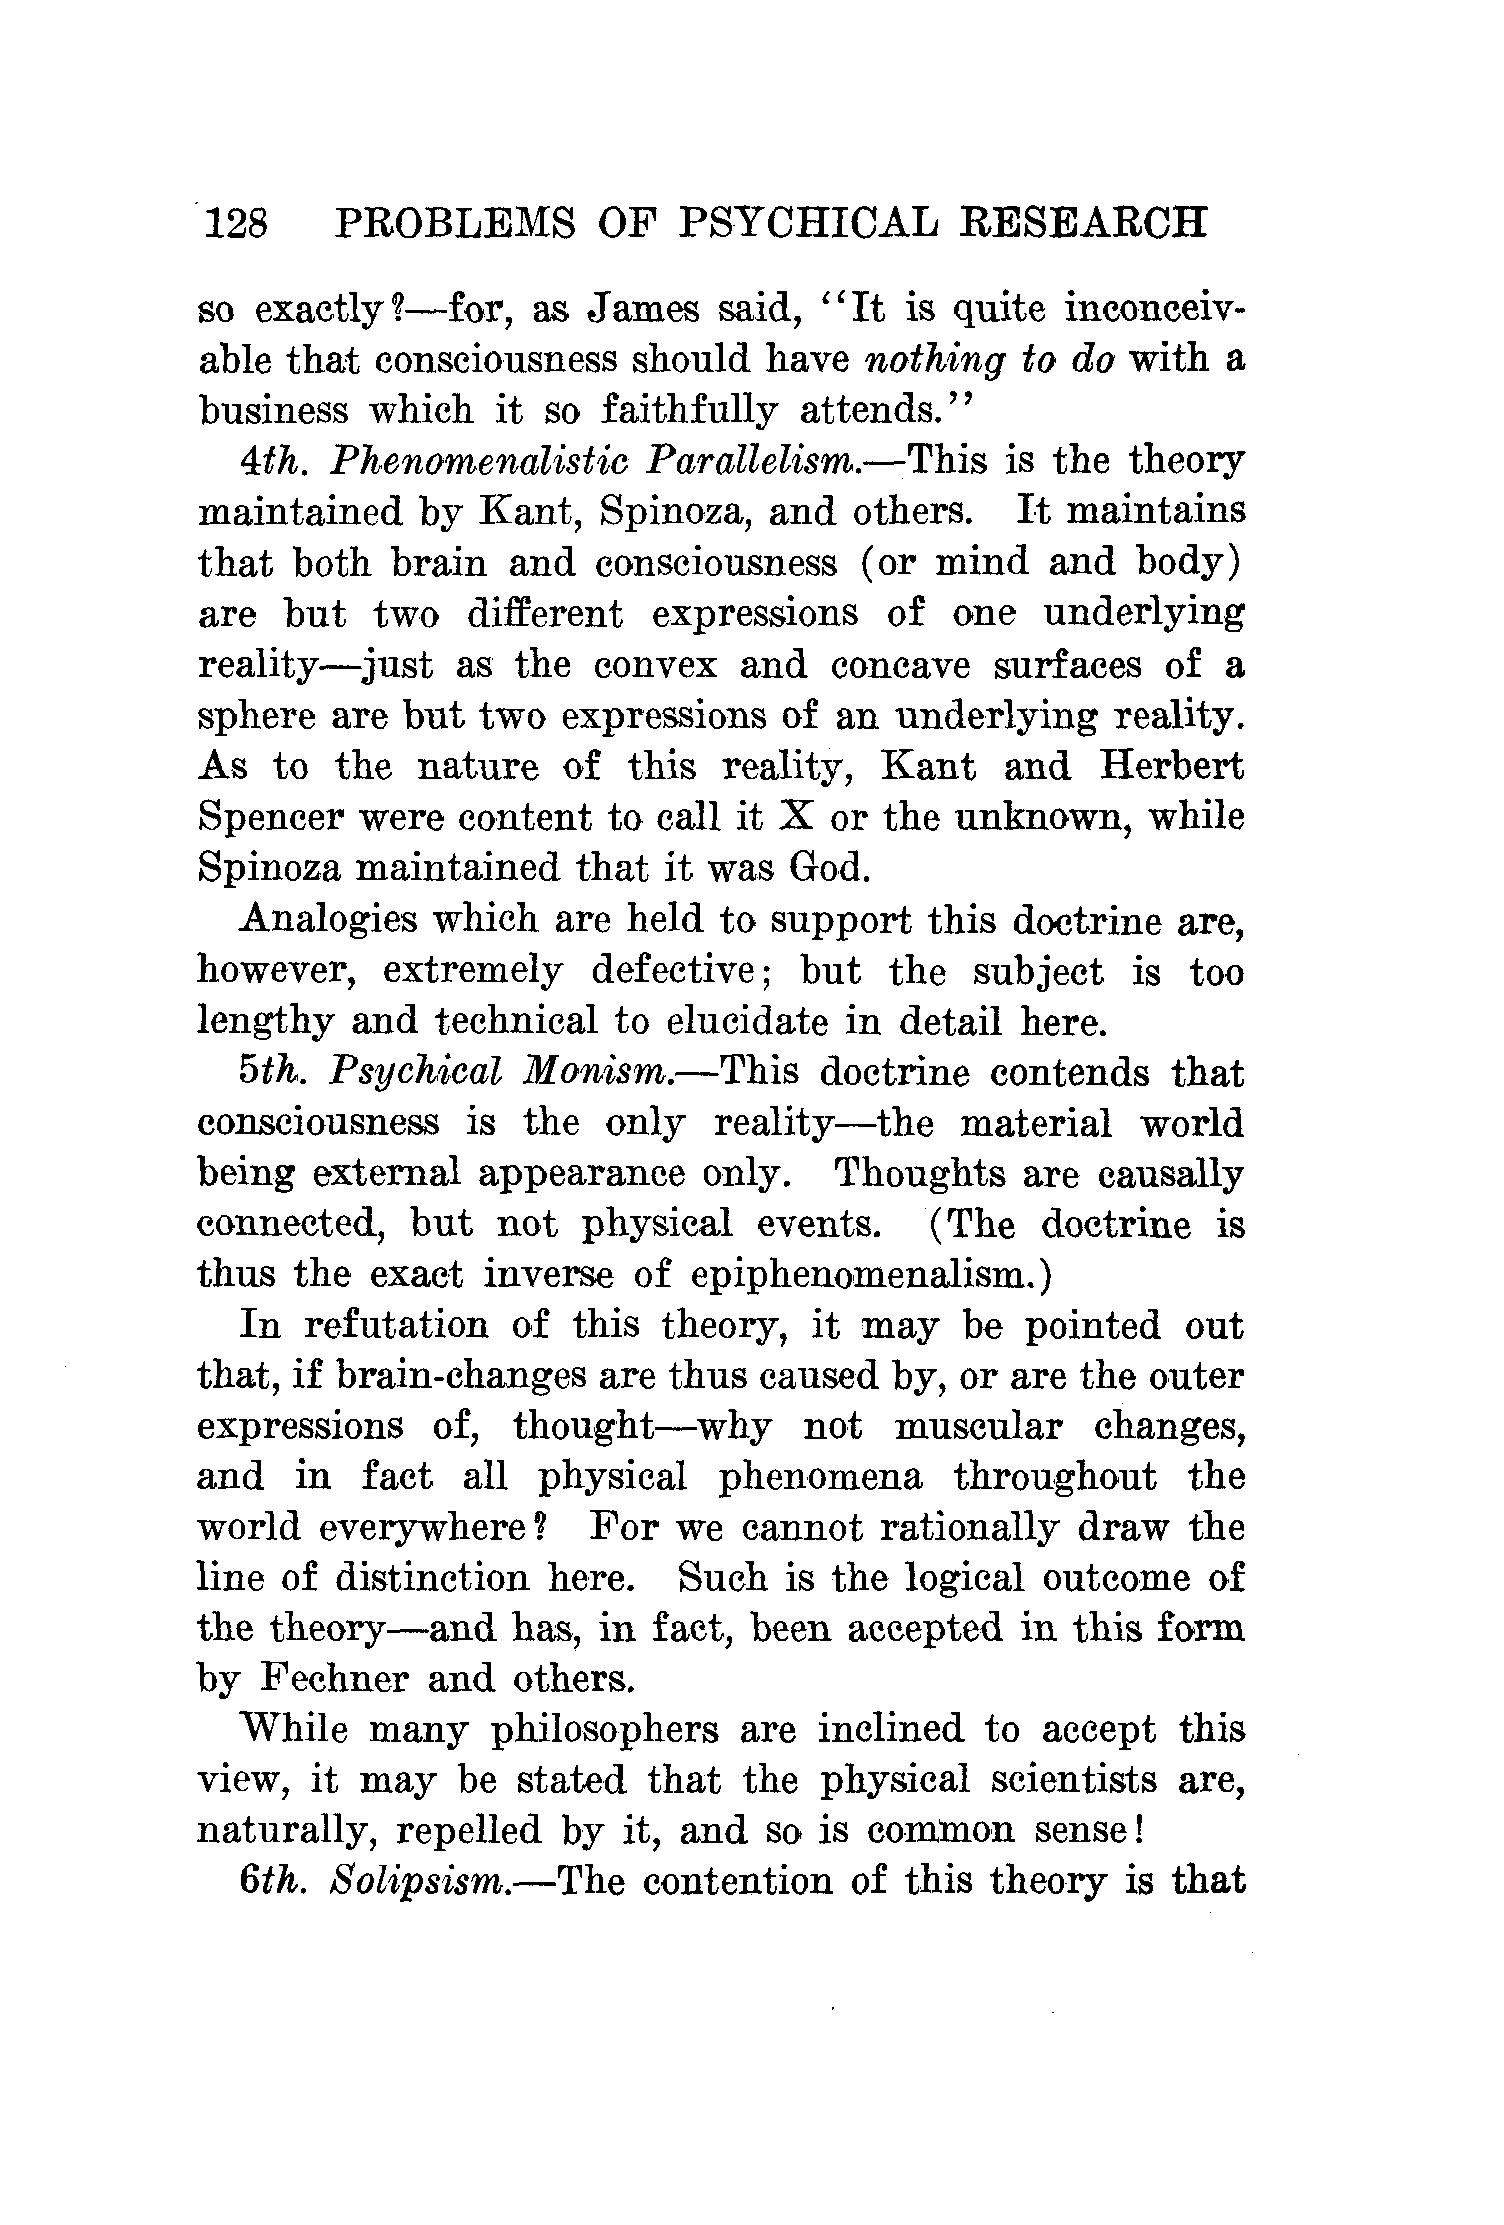 128 PROBLEMS OF PSYCHICAL RESEARCH
so exactly?—for, as James said, "It is quite inconceiv-
able that consciousness should have nothing to do with a
business which it so faithfully attends."
4th. Phenomenalistic Parallelism.—This is the theory
maintained by Kant, Spinoza, and others. It maintains
that both brain and consciousness (or mind and body)
are but two different expressions of one underlying
reality—just as the convex and concave surfaces of a
sphere are but two expressions of an underlying reality.
As to the nature of this reality, Kant and Herbert
Spencer were content to call it X or the unknown, while
Spinoza maintained that it was God.
Analogies which are held to support this doctrine are,
however, extremely defective; but the subject is too
lengthy and technical to elucidate in detail here.
5th. Psychical Monism.—This doctrine contends that
consciousness is the only reality—the material world
being external appearance only. Thoughts are causally
connected, but not physical events. (The doctrine is
thus the exact inverse of epiphenomenalism.)
In refutation of this theory, it may be pointed out
that, if brain-changes are thus caused by, or are the outer
expressions of, thought—why not muscular changes,
and in fact all physical phenomena throughout the
world everywhere? For we cannot rationally draw the
line of distinction here. Such is the logical outcome of
the theory—and has, in fact, been accepted in this form
by Fechner and others.
While many philosophers are inclined to accept this
view, it may be stated that the physical scientists are,
naturally, repelled by it, and so is common sense!
6th. Solipsism.—The contention of this theory is that